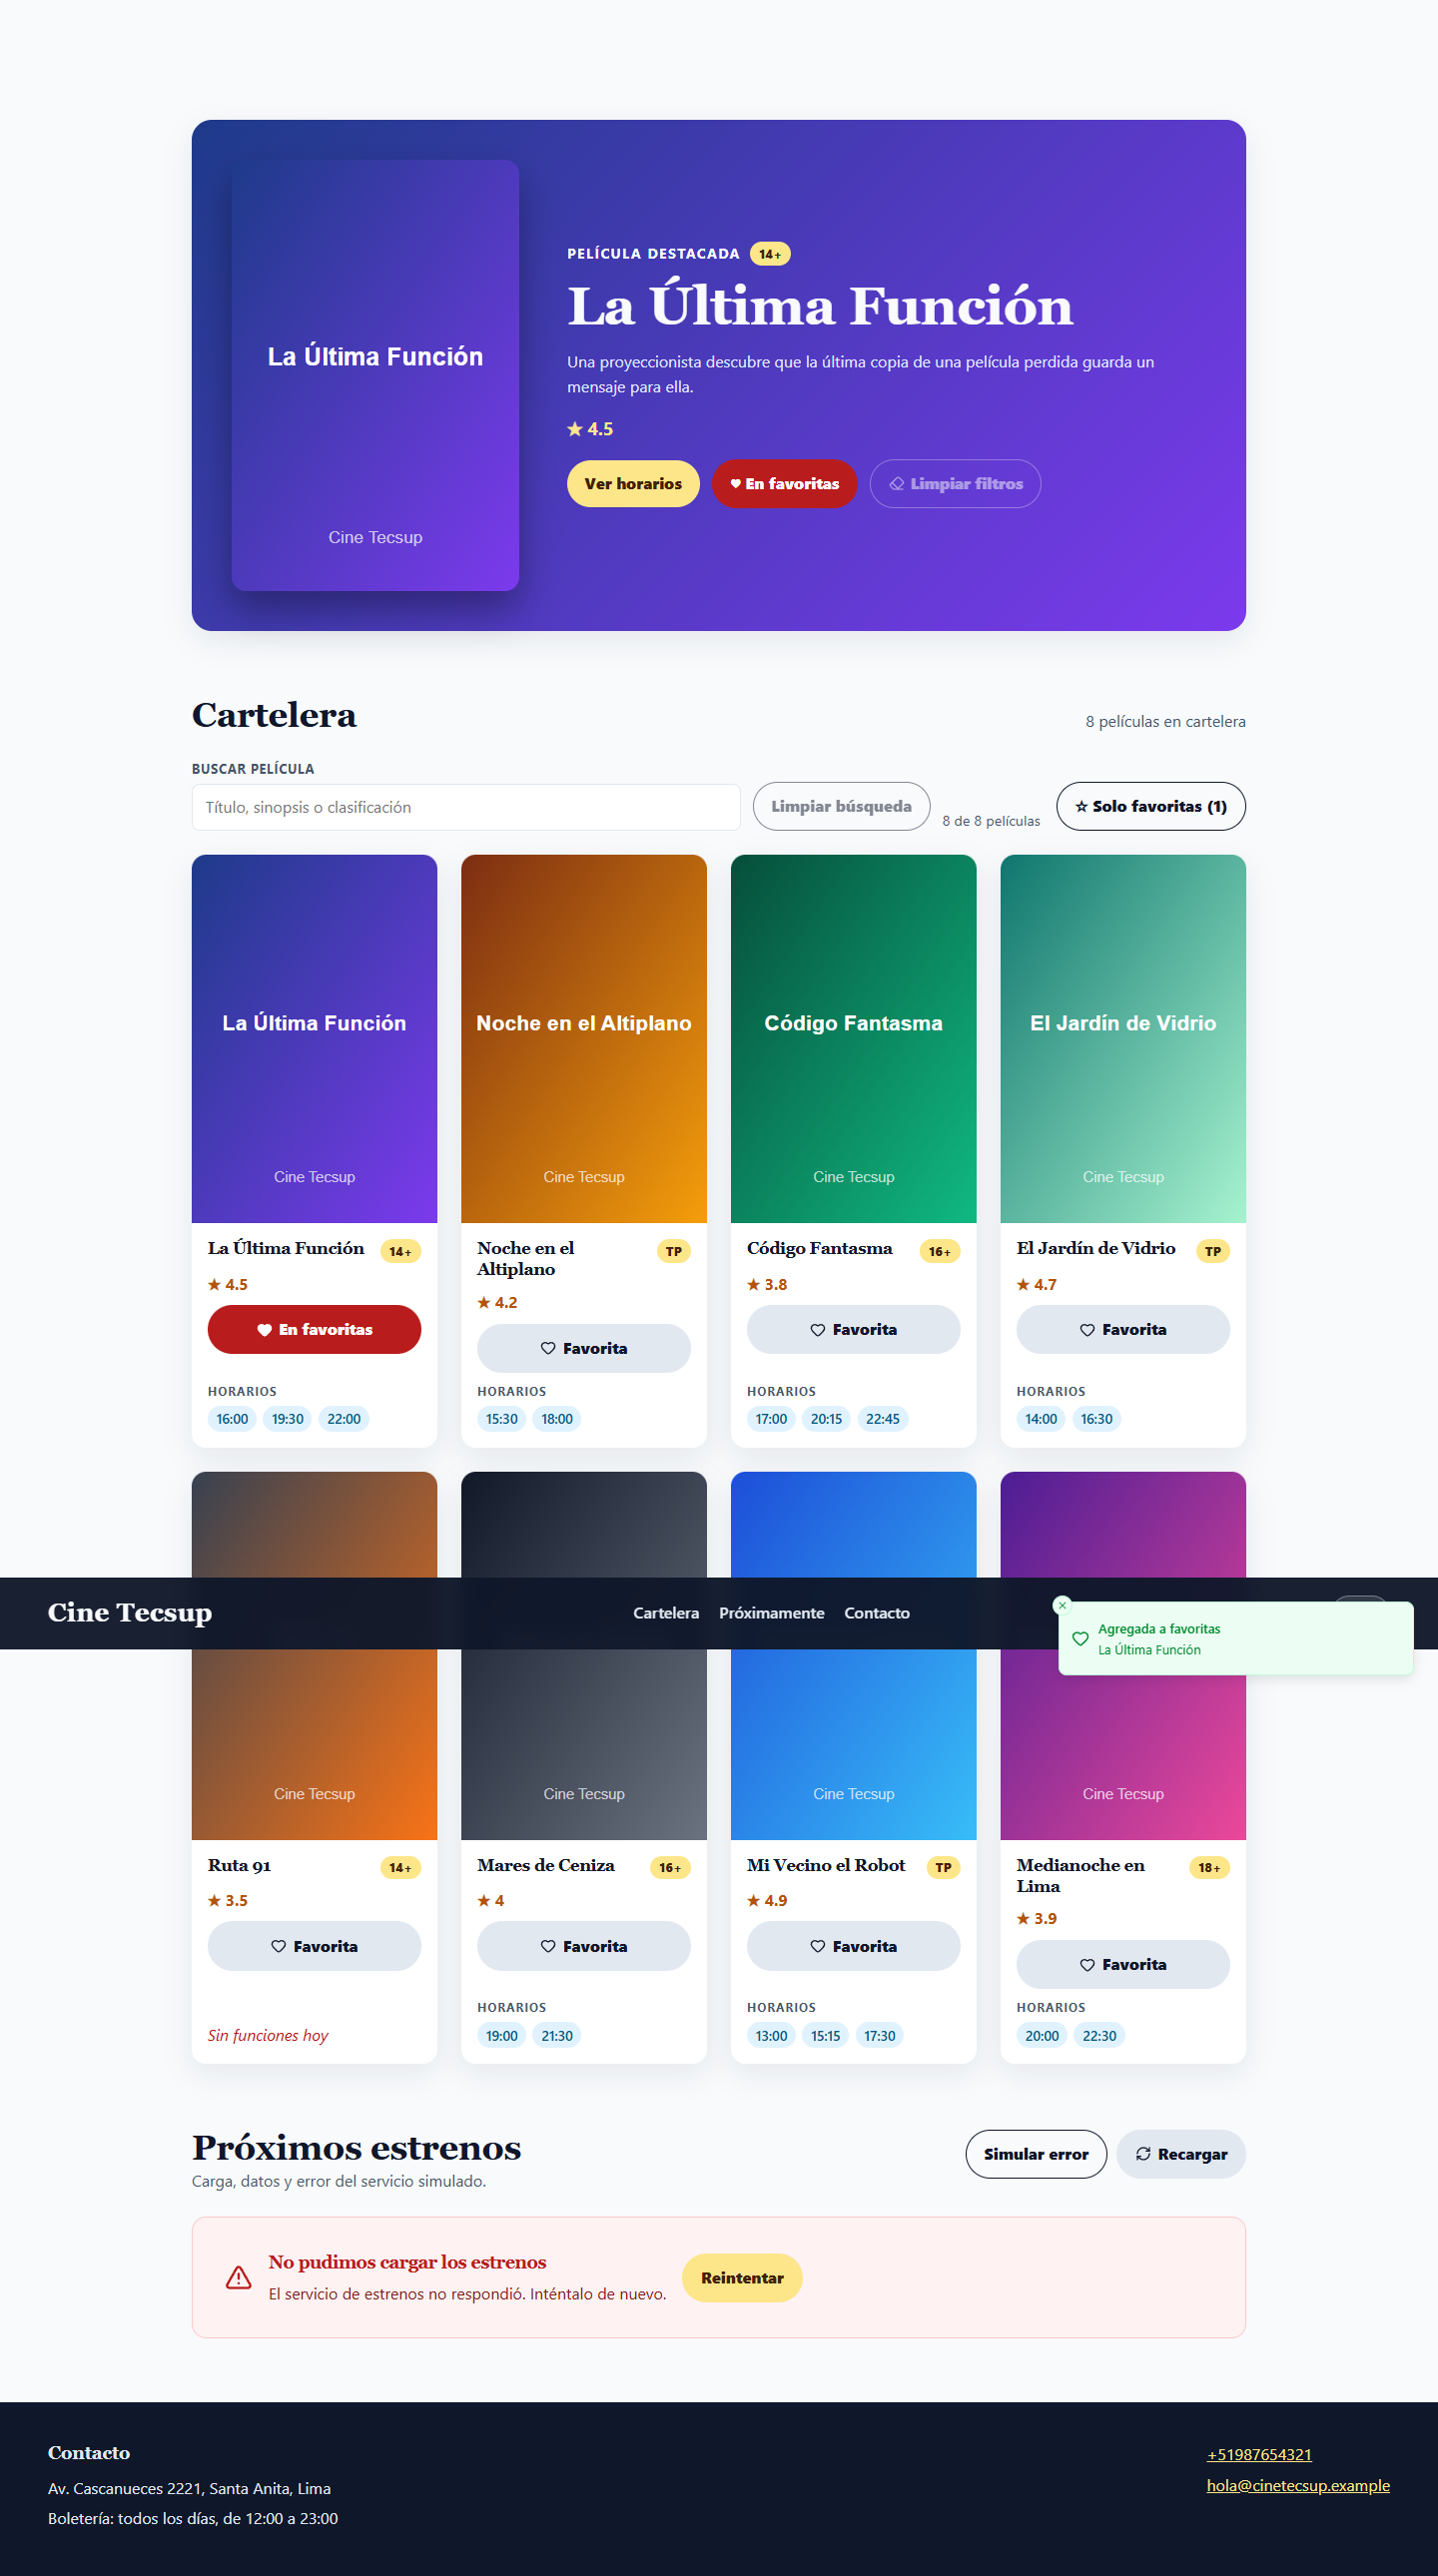 PELÍCULA DESTACADA 14+
La Última Función
La Última Función
Una proyeccionista descubre que la última copia de una película perdida guarda un
mensaje para ella.
★ 4.5
Ver horarios
♥ En favoritas
Limpiar filtros
Cine Tecsup
Cartelera
8 películas en cartelera
BUSCAR PELÍCULA
Título, sinopsis o clasificación
Limpiar búsqueda
8 de 8 películas
☆ Solo favoritas (1)
La Última Función
Cine Tecsup
La Última Función
14+
★ 4.5
En favoritas
HORARIOS
16:00 19:30 22:00
Noche en el Altiplano
Cine Tecsup
Noche en el
Altiplano
TP
★ 4.2
Favorita
HORARIOS
15:30 18:00
Código Fantasma
Cine Tecsup
Código Fantasma
16+
★ 3.8
Favorita
HORARIOS
17:00 20:15 22:45
El Jardín de Vidrio
Cine Tecsup
El Jardín de Vidrio
TP
★ 4.7
Favorita
HORARIOS
14:00 16:30
Cine Tecsup
Cartelera
Próximamente
Contacto
Agregada a favoritas
La Última Función
Cine Tecsup
Ruta 91
14+
★ 3.5
Favorita
Sin funciones hoy
Cine Tecsup
Mares de Ceniza
16+
★ 4
Favorita
HORARIOS
19:00 21:30
Cine Tecsup
Mi Vecino el Robot
TP
★ 4.9
Favorita
HORARIOS
13:00 15:15 17:30
Cine Tecsup
Medianoche en
Lima
18+
★ 3.9
Favorita
HORARIOS
20:00 22:30
Próximos estrenos
Carga, datos y error del servicio simulado.
Simular error
Recargar
No pudimos cargar los estrenos
El servicio de estrenos no respondió. Inténtalo de nuevo.
Reintentar
Contacto
Av. Cascanueces 2221, Santa Anita, Lima
Boletería: todos los días, de 12:00 a 23:00
+51987654321
hola@cinetecsup.example